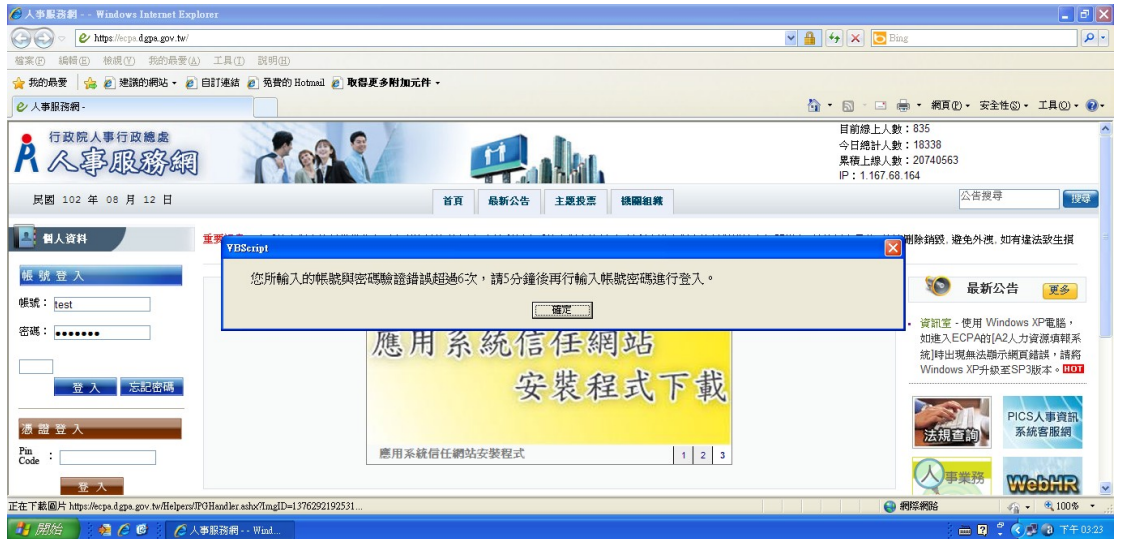 人事服務網 - - Windows Internet Explorer
https://ecpa.dgpa.gov.tw/
Bing
檔案(F) 編輯(E) 檢視(V) 我的最愛(A) 工具(T) 說明(H)
我的最愛 建議的網站 自訂連結 免費的 Hotmail 取得更多附加元件
人事服務網 -
網頁(P) 安全性(S) 工具(O)
行政院人事行政總處
人事服務網
目前線上人數：835
今日總計人數：18338
累積上線人數：20740563
IP：1.167.68.164
民國 102 年 08 月 12 日
首頁 最新公告 主題投票 機關組織
公告搜尋 搜尋
個人資料
刪除銷毀, 避免外洩, 如有違法致生損
VBScript
您所輸入的帳號與密碼驗證錯誤超過6次，請5分鐘後再行輸入帳號密碼進行登入。
確定
帳號登入
帳號： test
密碼： •••••••
登入 忘記密碼
憑證登入
Pin Code ：
登入
應用系統信任網站
安裝程式下載
應用系統信任網站安裝程式 1 2 3
最新公告 更多
資訊室 - 使用 Windows XP電腦，
如進入ECPA的[A2人力資源填報系
統]時出現無法顯示網頁錯誤，請將
Windows XP升級至SP3版本。HOT
法規查詢
PICS人事資訊
系統客服網
人事業務
WebHR
正在下載圖片 https://ecpa.dgpa.gov.tw/Helpers/JPGHandler.ashx?ImgID=1376292192531...
網際網路 100%
開始 人事服務網 - - Wind... 下午 03:23